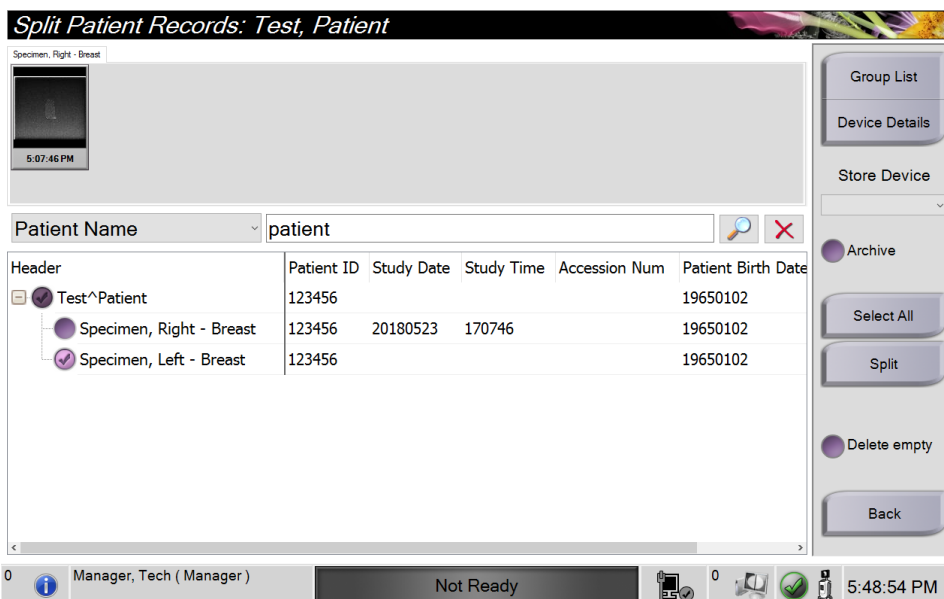 Split Patient Records: Test, Patient
Specimen, Right - Breast
5:07:46 PM
Group List
Device Details
Store Device
Patient Name patient
Archive
Header Patient ID Study Date Study Time Accession Num Patient Birth Date
Test^Patient 123456 19650102
Specimen, Right - Breast 123456 20180523 170746 19650102
Specimen, Left - Breast 123456 19650102
Select All
Split
Delete empty
Back
0 Manager, Tech ( Manager ) Not Ready 0 5:48:54 PM